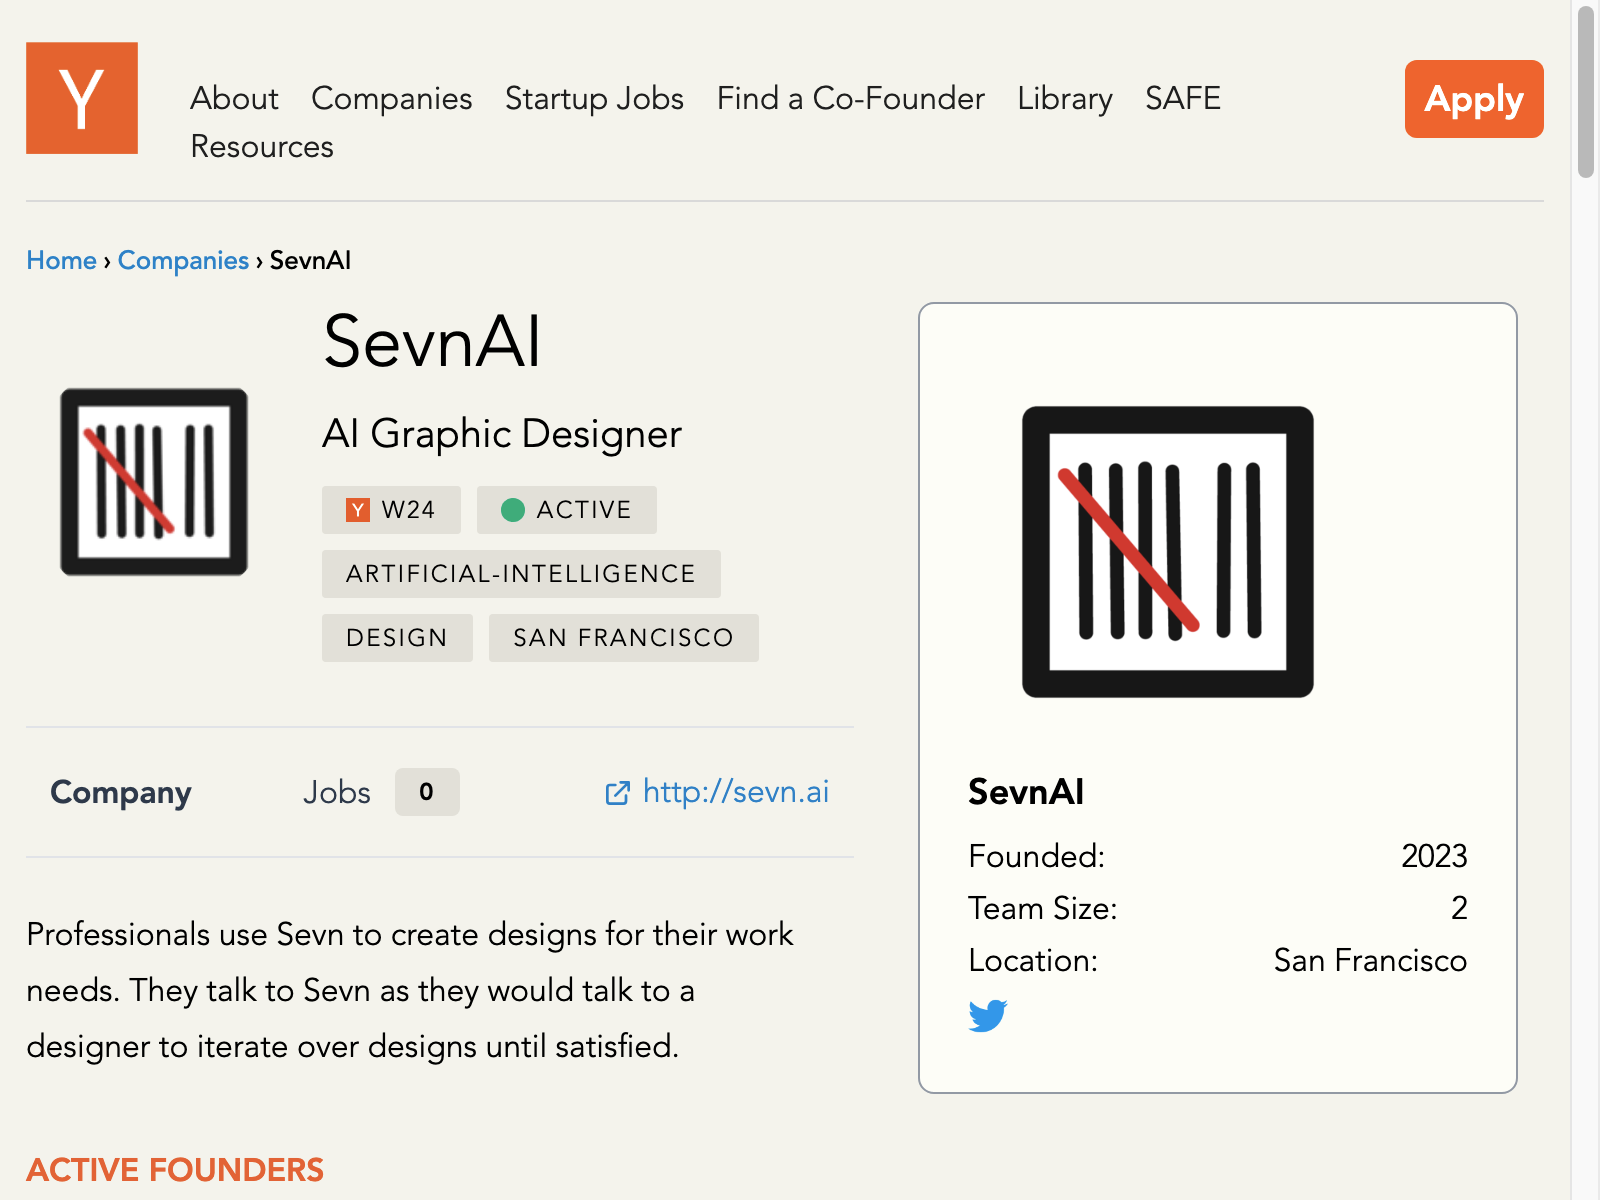 Y
About Companies Startup Jobs Find a Co-Founder Library SAFE
Resources
Apply
Home › Companies › SevnAI
SevnAI
AI Graphic Designer
Y W24 ACTIVE
ARTIFICIAL-INTELLIGENCE
DESIGN SAN FRANCISCO
Company Jobs 0 http://sevn.ai
Professionals use Sevn to create designs for their work
needs. They talk to Sevn as they would talk to a
designer to iterate over designs until satisfied.
ACTIVE FOUNDERS
SevnAI
Founded: 2023
Team Size: 2
Location: San Francisco